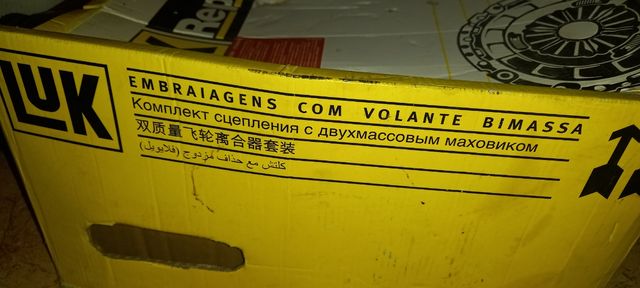 Rep
LUK
EMBRAIAGENS COM VOLANTE BIMASSA
Комплект сцепления с двухмассовым маховиком
双质量飞轮离合器套装
كلتش مع حذاف مزدوج (فلايويل)